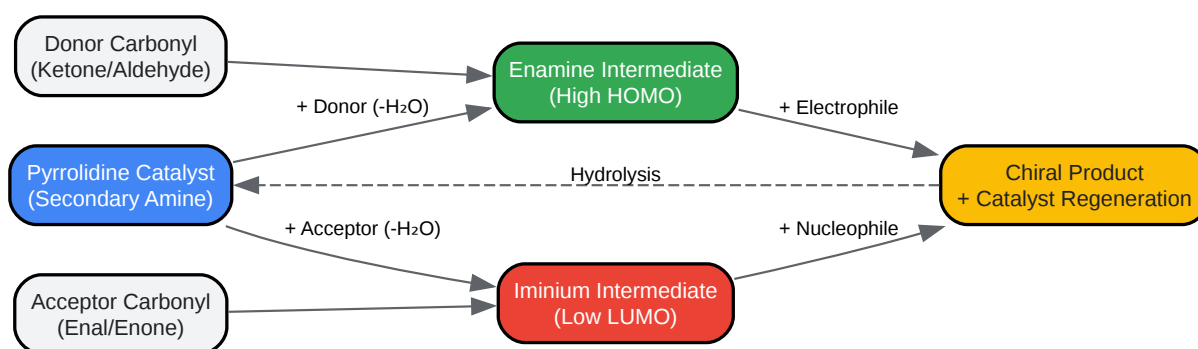 Donor Carbonyl
(Ketone/Aldehyde)
Enamine Intermediate
(High HOMO)
+ Donor (-H₂O)
+ Electrophile
Pyrrolidine Catalyst
(Secondary Amine)
Hydrolysis
Chiral Product
+ Catalyst Regeneration
+ Acceptor (-H₂O)
+ Nucleophile
Acceptor Carbonyl
(Enal/Enone)
Iminium Intermediate
(Low LUMO)